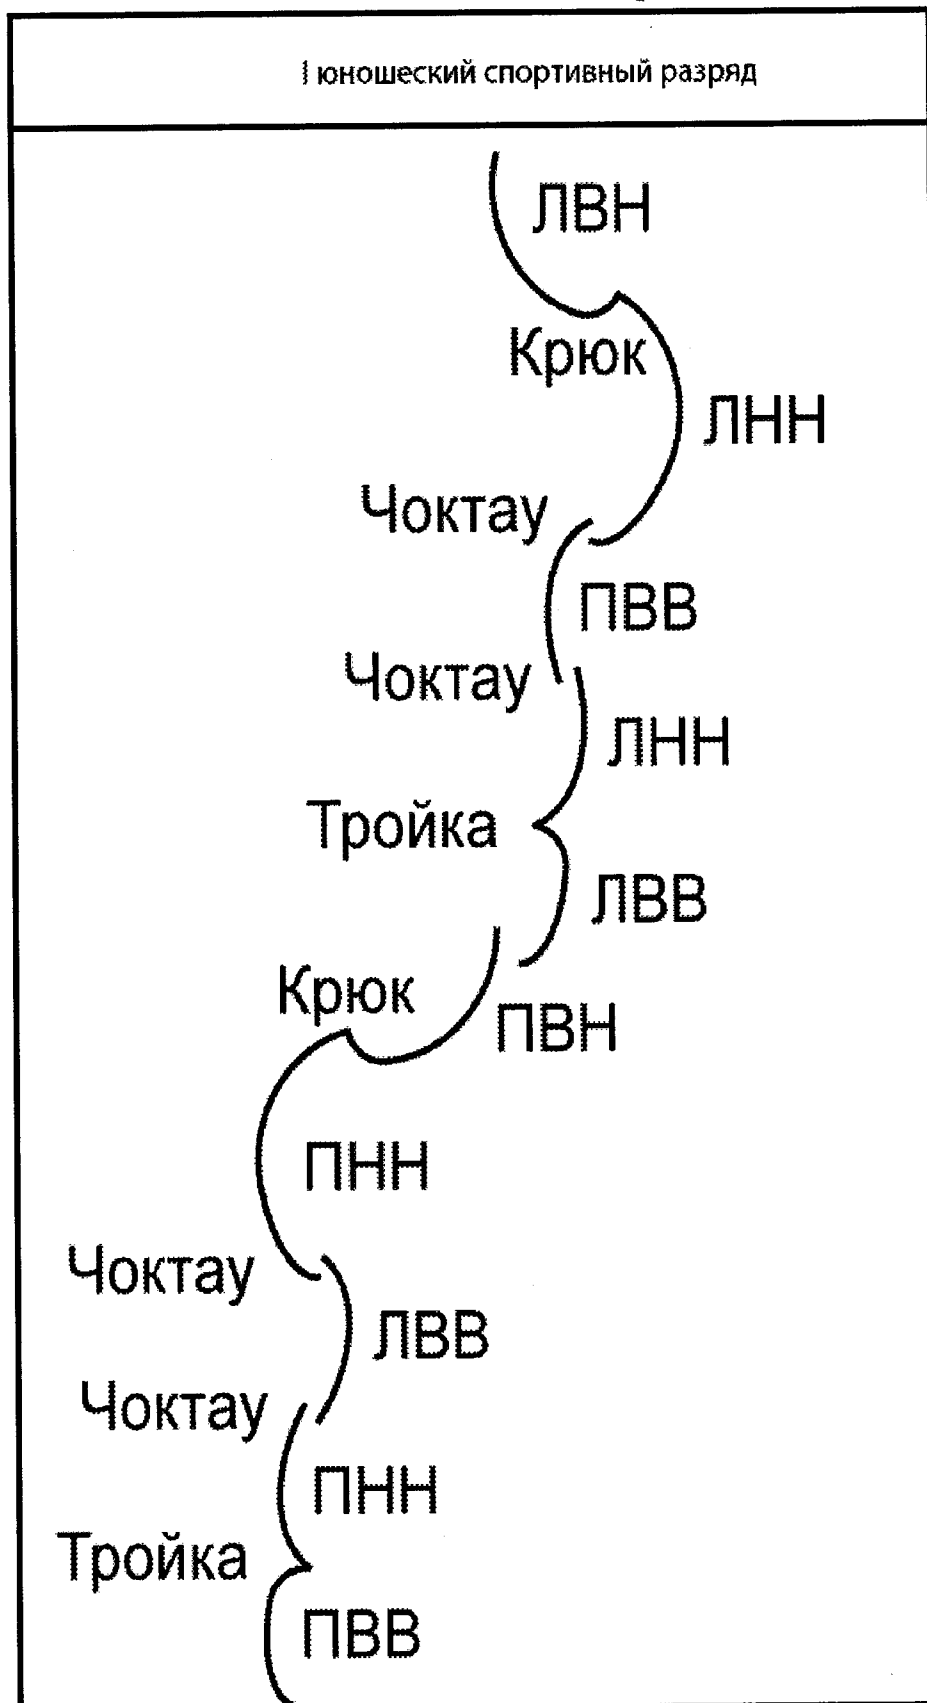 I юношеский спортивный разряд
ЛВН
Крюк
ЛНН
Чоктау
ПВВ
Чоктау
ЛНН
Тройка
ЛВВ
Крюк
ПВН
ПНН
Чоктау
ЛВВ
Чоктау
ПНН
Тройка
ПВВ